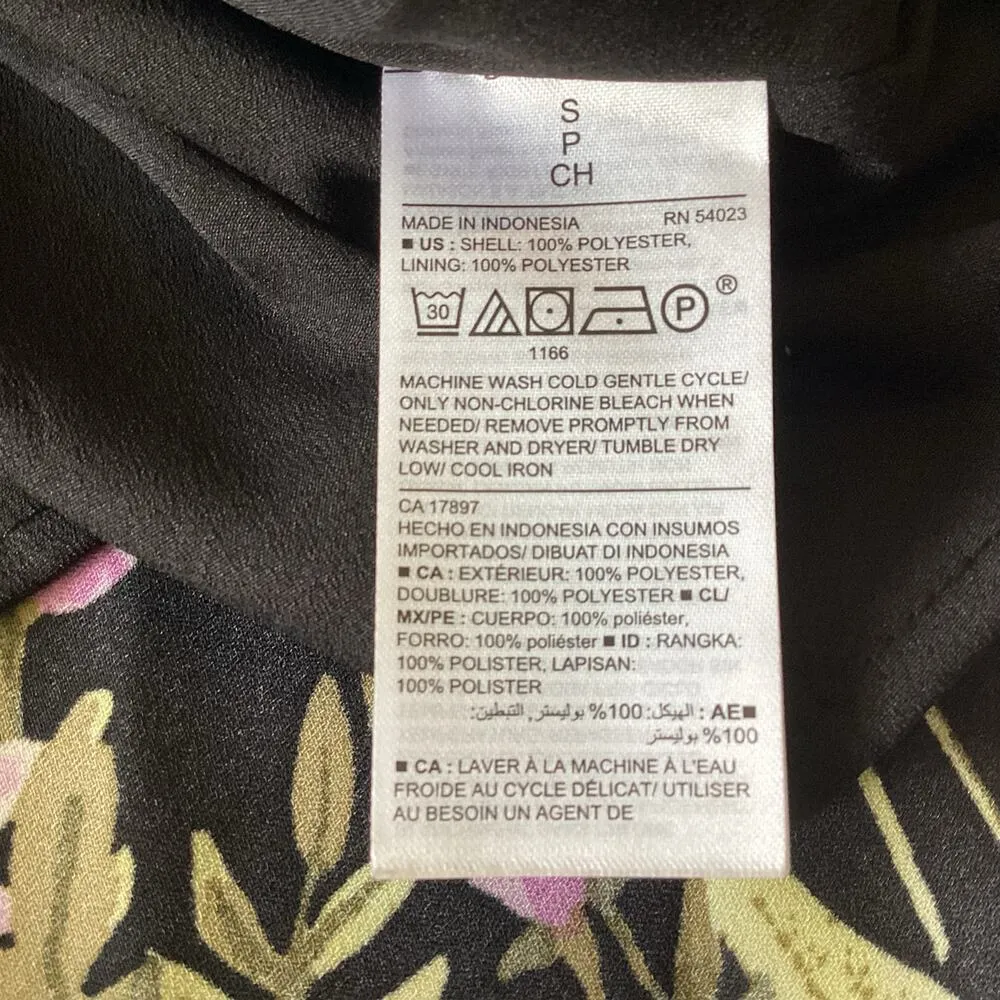 S
P
CH
MADE IN INDONESIA RN 54023
■ US : SHELL: 100% POLYESTER,
LINING: 100% POLYESTER
30 P ®
1166
MACHINE WASH COLD GENTLE CYCLE/
ONLY NON-CHLORINE BLEACH WHEN
NEEDED/ REMOVE PROMPTLY FROM
WASHER AND DRYER/ TUMBLE DRY
LOW/ COOL IRON
CA 17897
HECHO EN INDONESIA CON INSUMOS
IMPORTADOS/ DIBUAT DI INDONESIA
■ CA : EXTÉRIEUR: 100% POLYESTER,
DOUBLURE: 100% POLYESTER ■ CL/
MX/PE : CUERPO: 100% poliéster,
FORRO: 100% poliéster ■ ID : RANGKA:
100% POLISTER, LAPISAN:
100% POLISTER
■AE : الهيكل: 100% بوليستر, التبطين:
100% بوليستر
■ CA : LAVER À LA MACHINE À L'EAU
FROIDE AU CYCLE DÉLICAT/ UTILISER
AU BESOIN UN AGENT DE